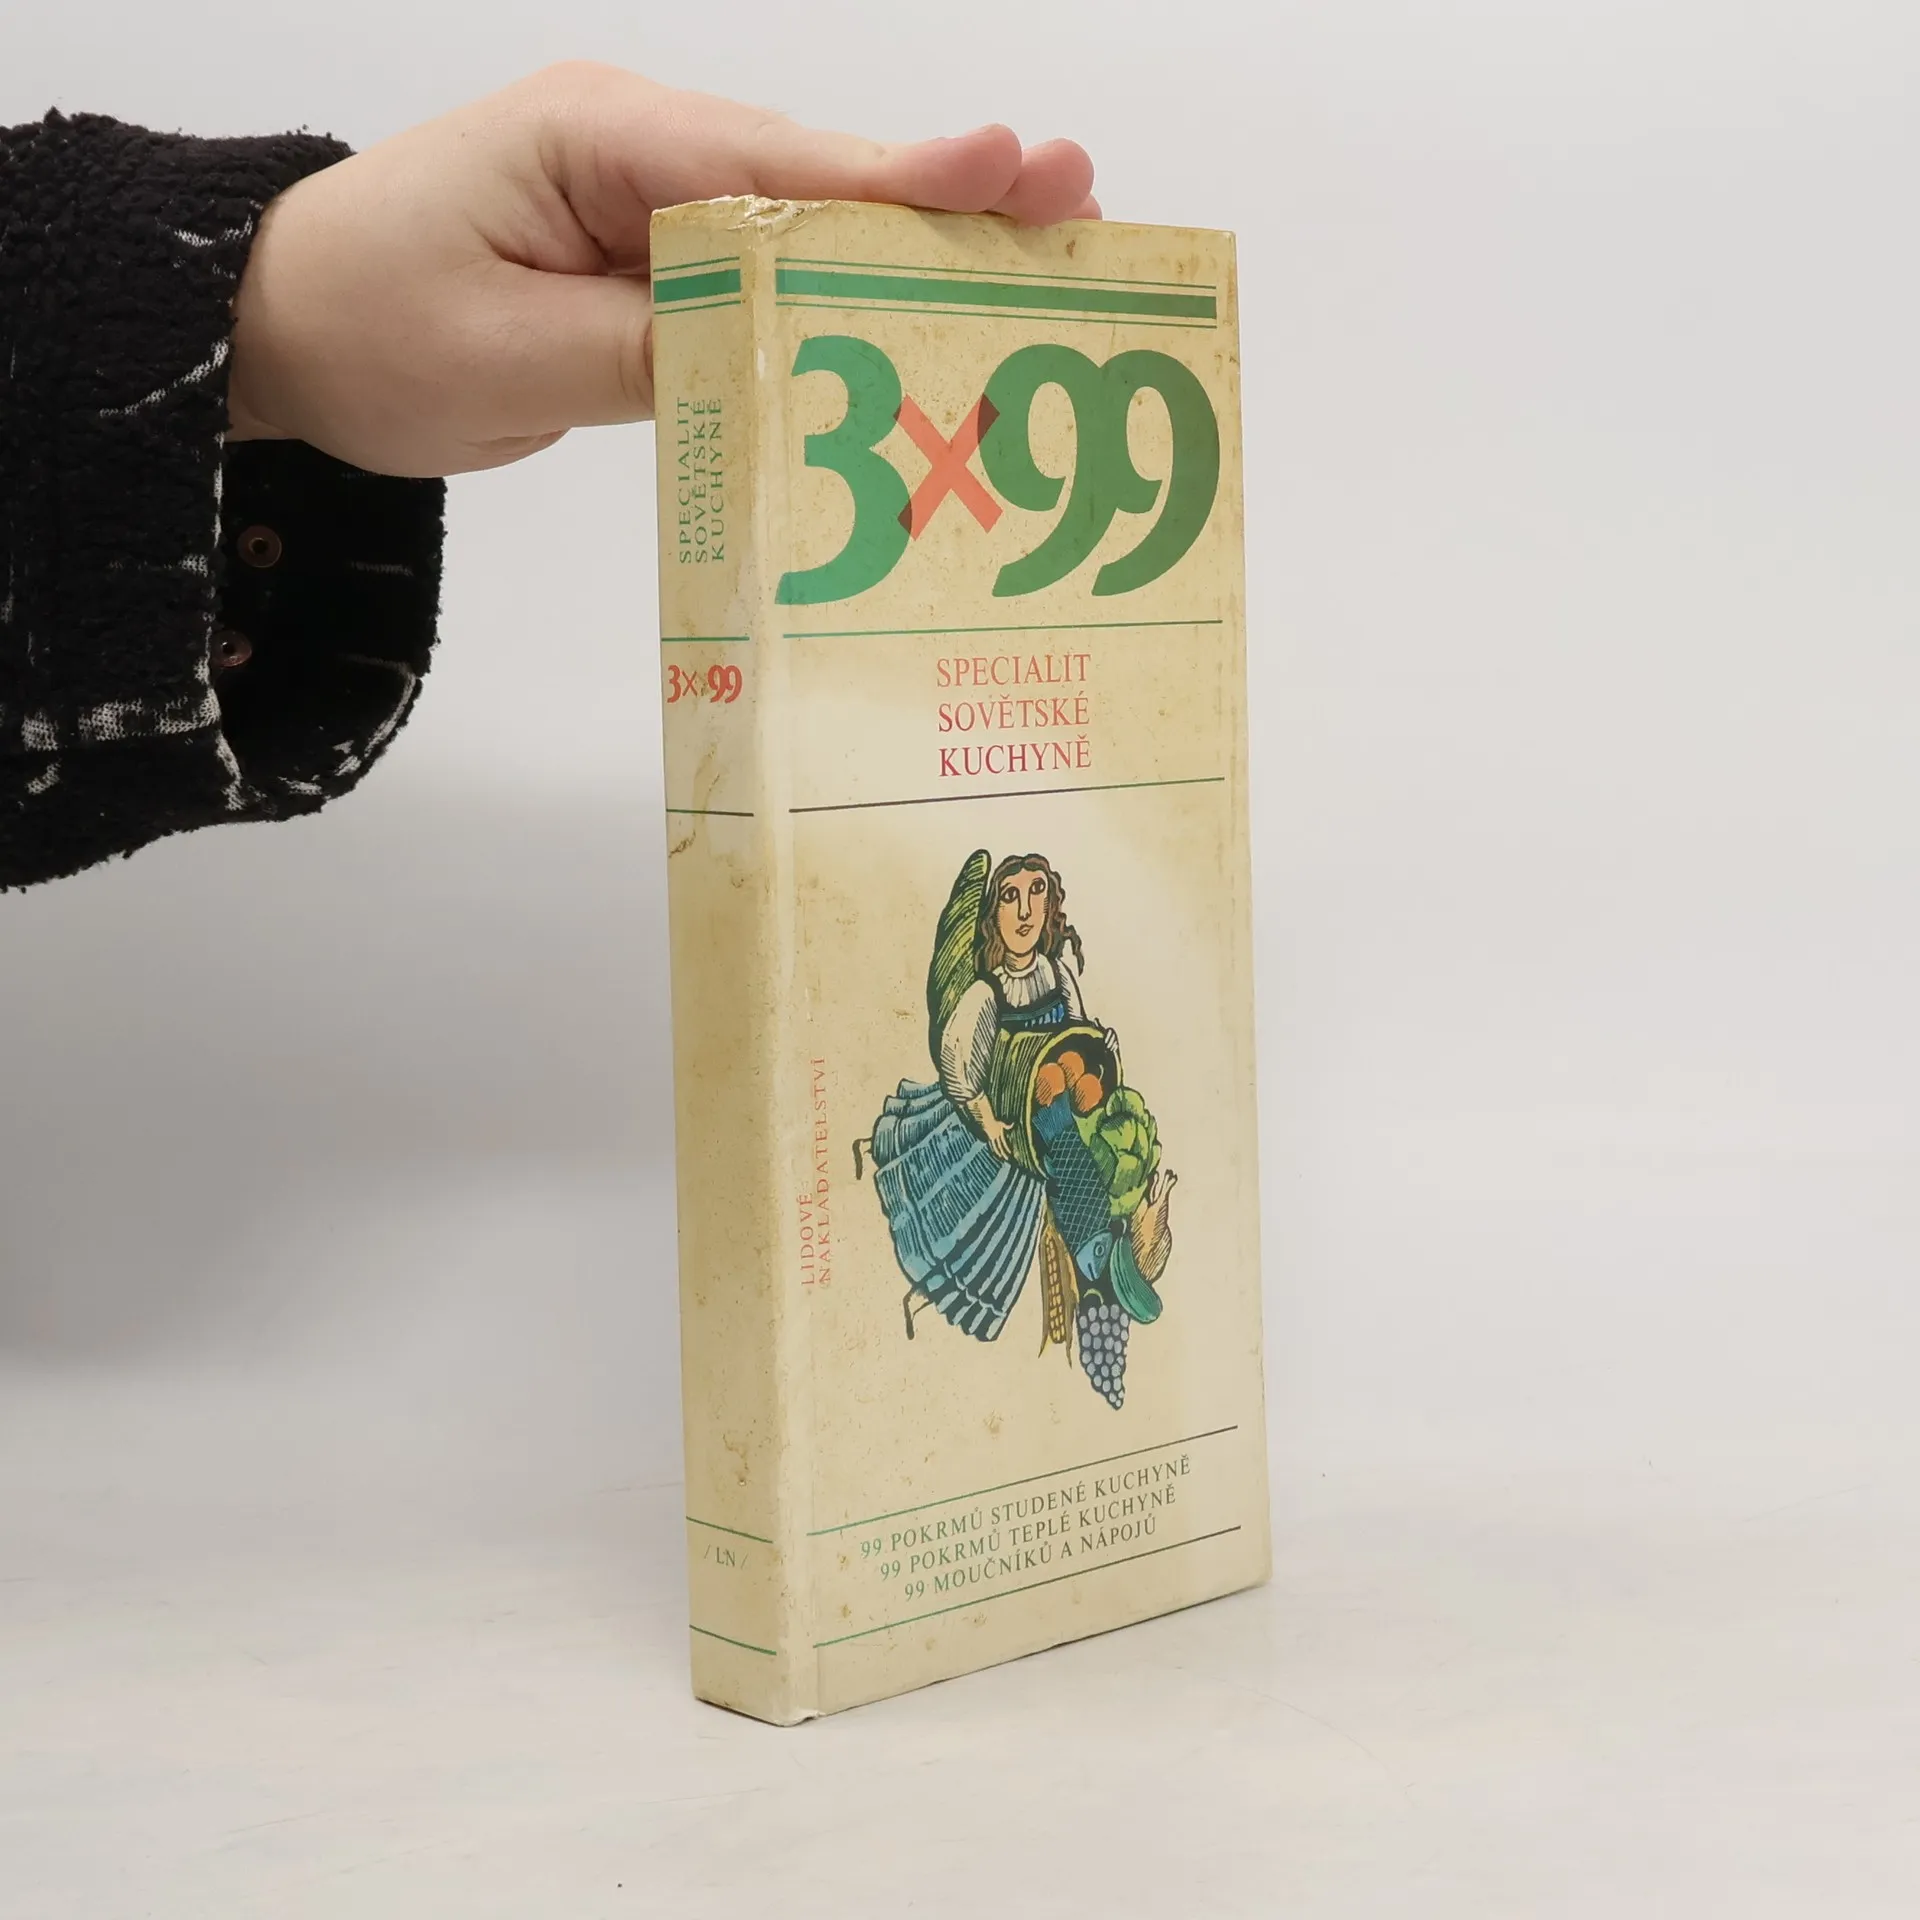 SPECIALIT
SOVĚTSKÉ
KUCHYNĚ
3×99
/ LN /
3×99
SPECIALIT
SOVĚTSKÉ
KUCHYNĚ
LIDOVÉ
NAKLADATELSTVÍ
99 POKRMŮ STUDENÉ KUCHYNĚ
99 POKRMŮ TEPLÉ KUCHYNĚ
99 MOUČNÍKŮ A NÁPOJŮ